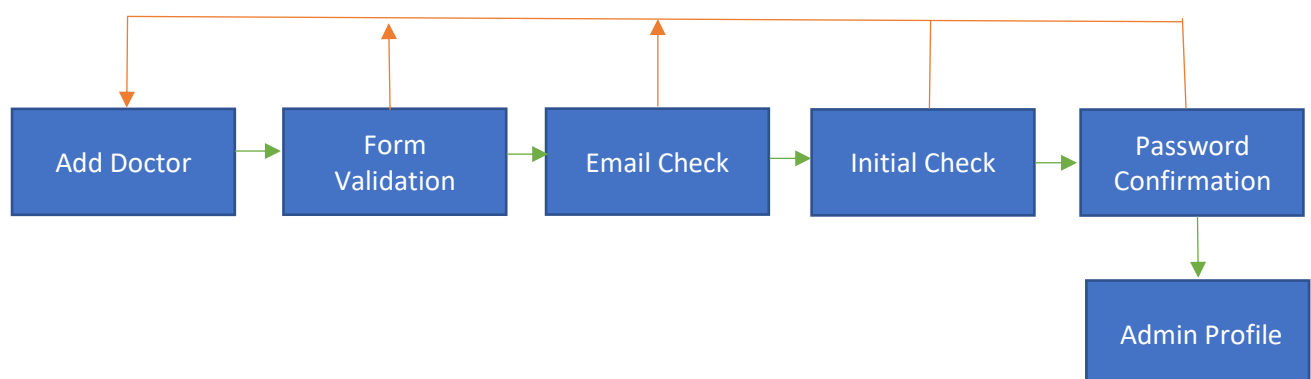 Add Doctor
Form
Validation
Email Check
Initial Check
Password
Confirmation
Admin Profile